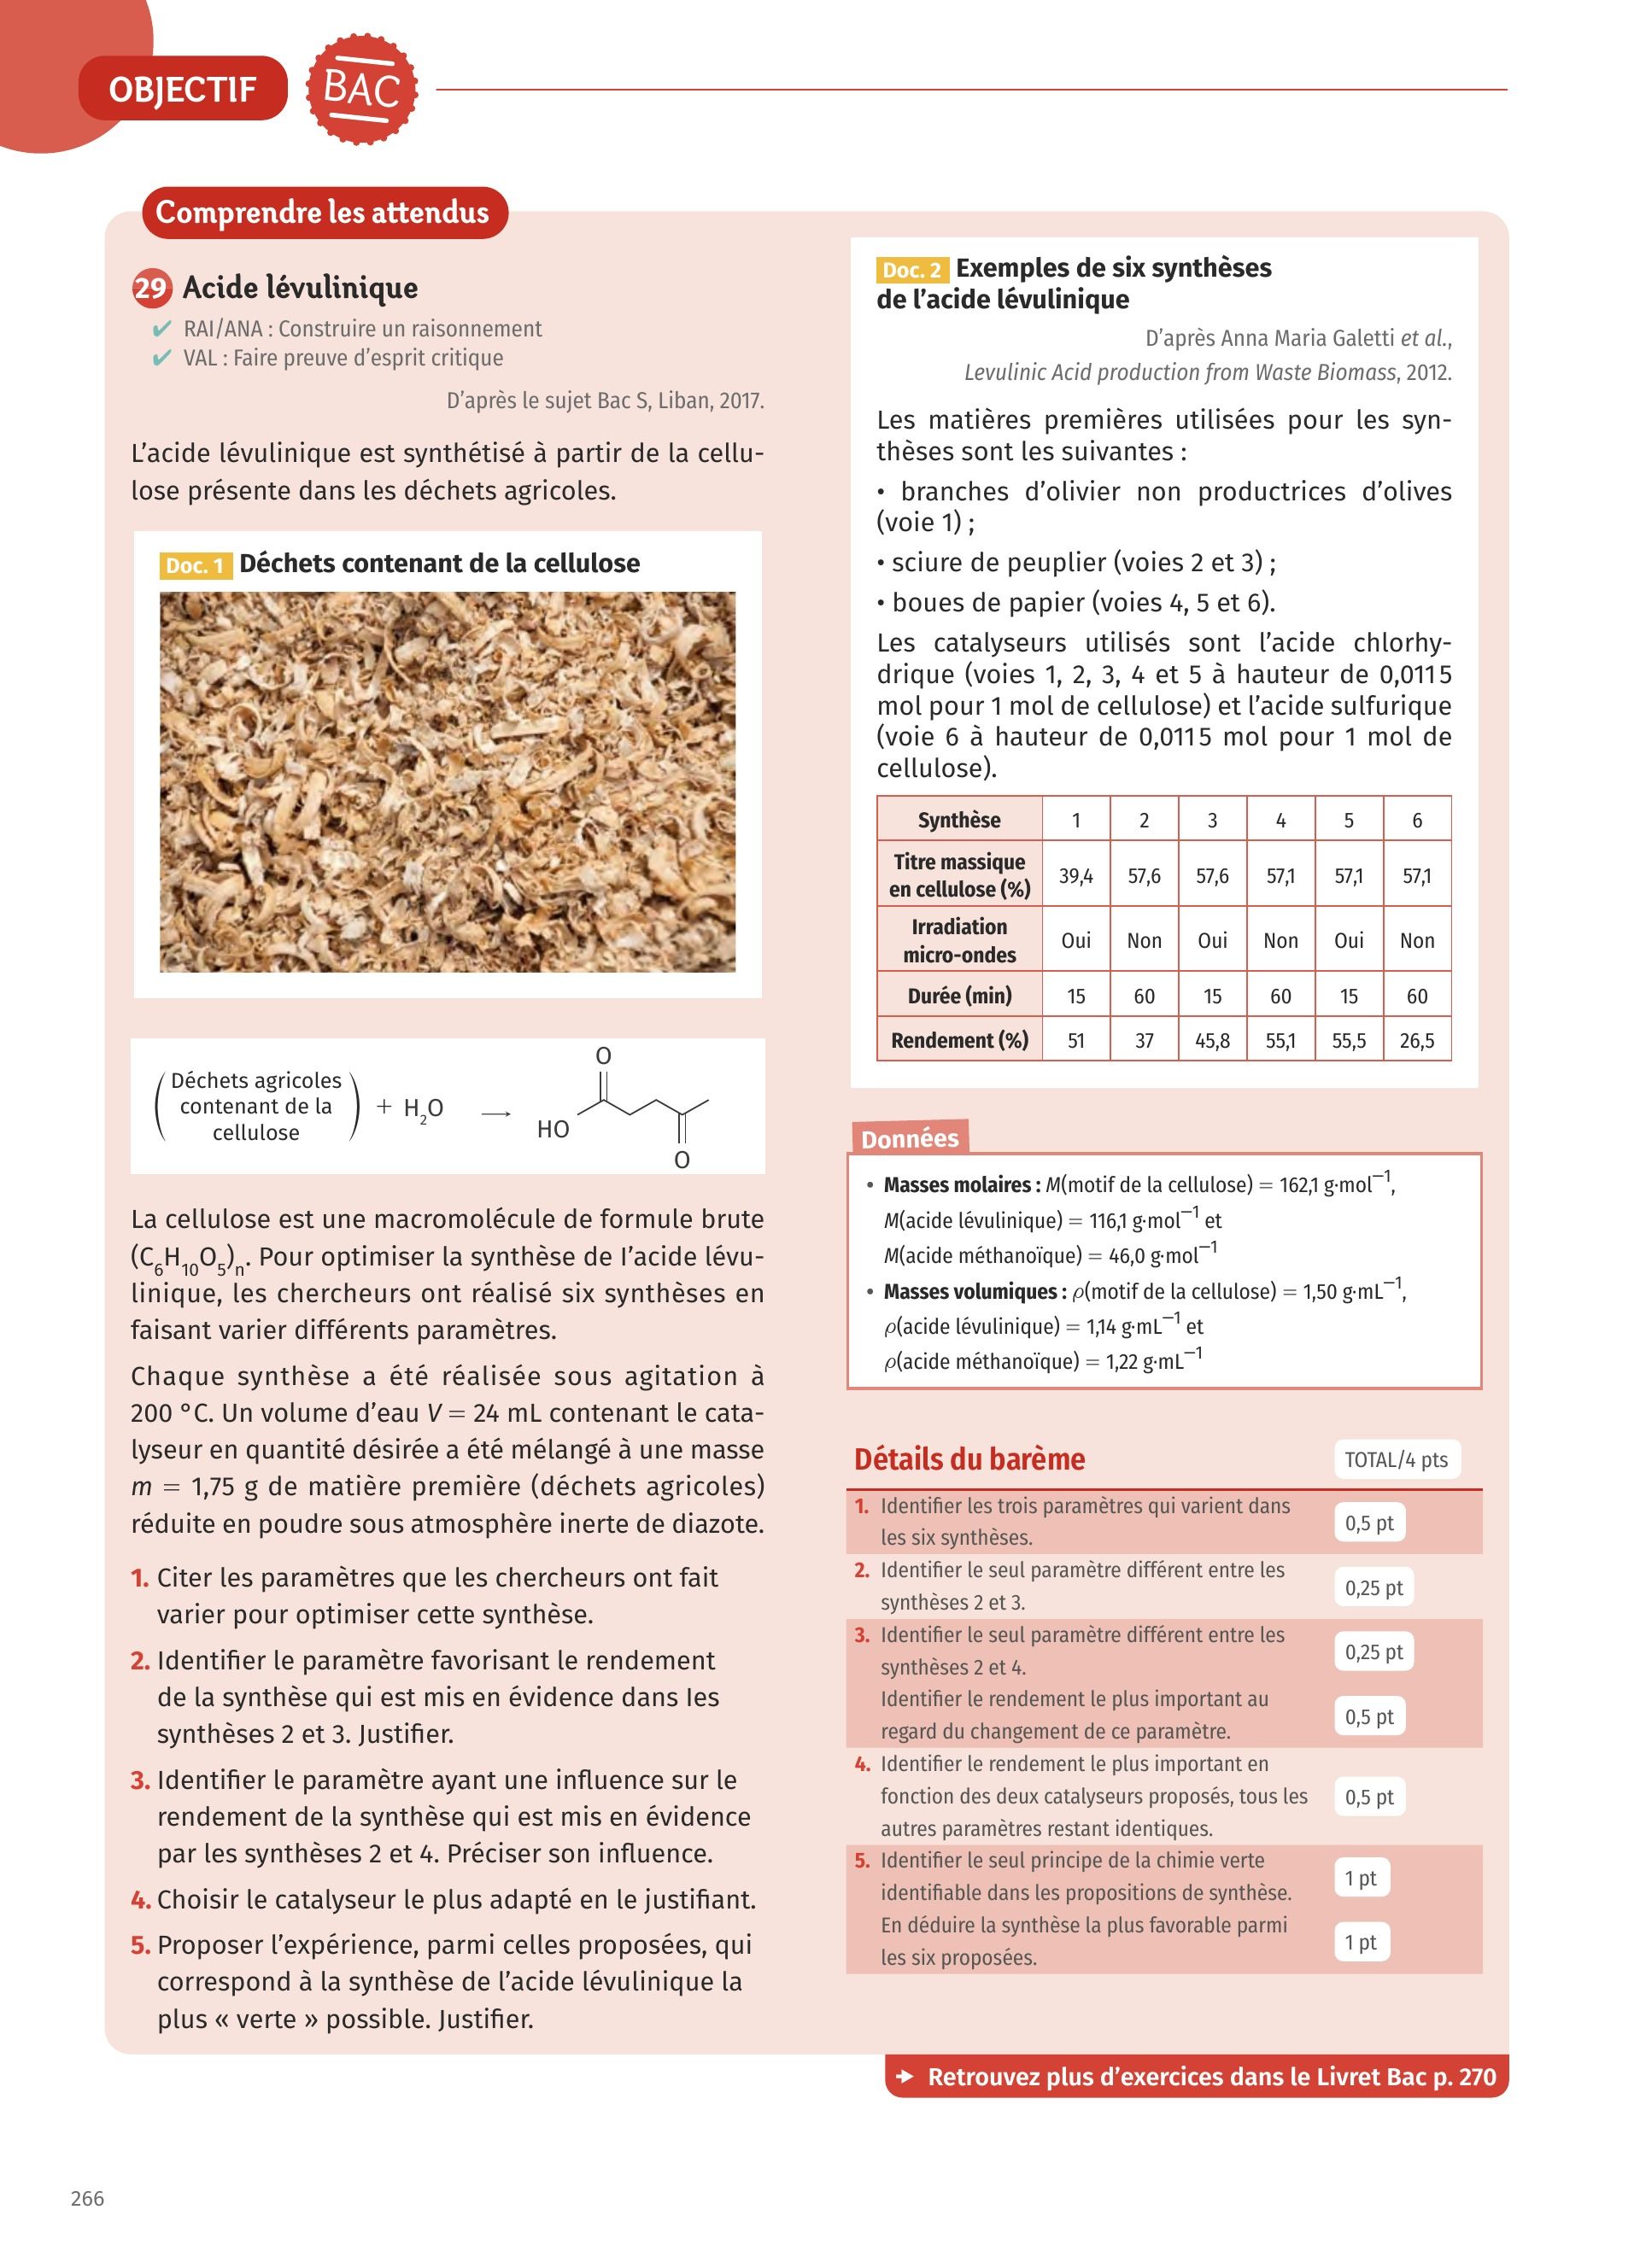 OBJECTIF
BAC
Comprendre les attendus
29 Acide lévulinique
✔ RAI/ANA : Construire un raisonnement
✔ VAL : Faire preuve d’esprit critique
D’après le sujet Bac S, Liban, 2017.
L’acide lévulinique est synthétisé à partir de la cellu-
lose présente dans les déchets agricoles.
Doc. 1 Déchets contenant de la cellulose
Déchets agricoles
contenant de la
cellulose
+ H2O →
O
HO
O
La cellulose est une macromolécule de formule brute
(C6H10O5)n. Pour optimiser la synthèse de l’acide lévu-
linique, les chercheurs ont réalisé six synthèses en
faisant varier différents paramètres.
Chaque synthèse a été réalisée sous agitation à
200 °C. Un volume d’eau V = 24 mL contenant le cata-
lyseur en quantité désirée a été mélangé à une masse
m = 1,75 g de matière première (déchets agricoles)
réduite en poudre sous atmosphère inerte de diazote.
1. Citer les paramètres que les chercheurs ont fait
varier pour optimiser cette synthèse.
2. Identifier le paramètre favorisant le rendement
de la synthèse qui est mis en évidence dans les
synthèses 2 et 3. Justifier.
3. Identifier le paramètre ayant une influence sur le
rendement de la synthèse qui est mis en évidence
par les synthèses 2 et 4. Préciser son influence.
4. Choisir le catalyseur le plus adapté en le justifiant.
5. Proposer l’expérience, parmi celles proposées, qui
correspond à la synthèse de l’acide lévulinique la
plus « verte » possible. Justifier.
Doc. 2 Exemples de six synthèses
de l’acide lévulinique
D’après Anna Maria Galetti et al.,
Levulinic Acid production from Waste Biomass, 2012.
Les matières premières utilisées pour les syn-
thèses sont les suivantes :
• branches d’olivier non productrices d’olives
(voie 1) ;
• sciure de peuplier (voies 2 et 3) ;
• boues de papier (voies 4, 5 et 6).
Les catalyseurs utilisés sont l’acide chlorhy-
drique (voies 1, 2, 3, 4 et 5 à hauteur de 0,0115
mol pour 1 mol de cellulose) et l’acide sulfurique
(voie 6 à hauteur de 0,0115 mol pour 1 mol de
cellulose).
Synthèse 1 2 3 4 5 6
Titre massique
en cellulose (%) 39,4 57,6 57,6 57,1 57,1 57,1
Irradiation
micro-ondes Oui Non Oui Non Oui Non
Durée (min) 15 60 15 60 15 60
Rendement (%) 51 37 45,8 55,1 55,5 26,5
Données
• Masses molaires : M(motif de la cellulose) = 162,1 g·mol−1,
M(acide lévulinique) = 116,1 g·mol−1 et
M(acide méthanoïque) = 46,0 g·mol−1
• Masses volumiques : ρ(motif de la cellulose) = 1,50 g·mL−1,
ρ(acide lévulinique) = 1,14 g·mL−1 et
ρ(acide méthanoïque) = 1,22 g·mL−1
Détails du barème TOTAL/4 pts
1. Identifier les trois paramètres qui varient dans
les six synthèses.
0,5 pt
2. Identifier le seul paramètre différent entre les
synthèses 2 et 3.
0,25 pt
3. Identifier le seul paramètre différent entre les
synthèses 2 et 4.
0,25 pt
Identifier le rendement le plus important au
regard du changement de ce paramètre.
0,5 pt
4. Identifier le rendement le plus important en
fonction des deux catalyseurs proposés, tous les
autres paramètres restant identiques.
0,5 pt
5. Identifier le seul principe de la chimie verte
identifiable dans les propositions de synthèse.
1 pt
En déduire la synthèse la plus favorable parmi
les six proposées.
1 pt
Retrouvez plus d’exercices dans le Livret Bac p. 270
266